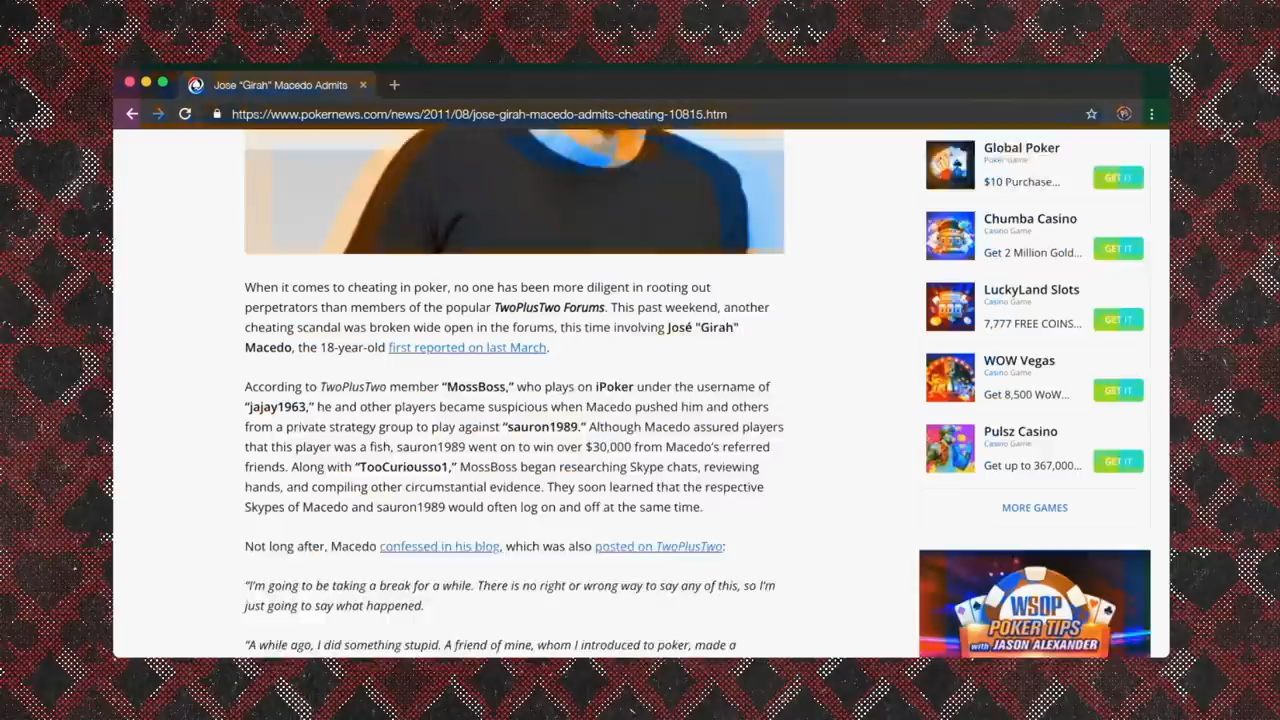 Jose “Girah” Macedo Admits
https://www.pokernews.com/news/2011/08/jose-girah-macedo-admits-cheating-10815.htm
When it comes to cheating in poker, no one has been more diligent in rooting out
perpetrators than members of the popular TwoPlusTwo Forums. This past weekend, another
cheating scandal was broken wide open in the forums, this time involving José "Girah"
Macedo, the 18-year-old first reported on last March.
According to TwoPlusTwo member “MossBoss,” who plays on iPoker under the username of
“jajay1963,” he and other players became suspicious when Macedo pushed him and others
from a private strategy group to play against “sauron1989.” Although Macedo assured players
that this player was a fish, sauron1989 went on to win over $30,000 from Macedo’s referred
friends. Along with “TooCuriousso1,” MossBoss began researching Skype chats, reviewing
hands, and compiling other circumstantial evidence. They soon learned that the respective
Skypes of Macedo and sauron1989 would often log on and off at the same time.
Not long after, Macedo confessed in his blog, which was also posted on TwoPlusTwo:
“I’m going to be taking a break for a while. There is no right or wrong way to say any of this, so I’m
just going to say what happened.
“A while ago, i did something stupid. A friend of mine, whom I introduced to poker, made a
Global Poker
Poker Game
$10 Purchase...
GET IT
Chumba Casino
Casino Game
Get 2 Million Gold...
GET IT
LuckyLand Slots
Casino Game
7,777 FREE COINS...
GET IT
WOW Vegas
Casino Game
Get 8,500 WoW...
GET IT
Pulsz Casino
Casino Game
Get up to 367,000...
GET IT
MORE GAMES
WSOP
POKER TIPS
with JASON ALEXANDER